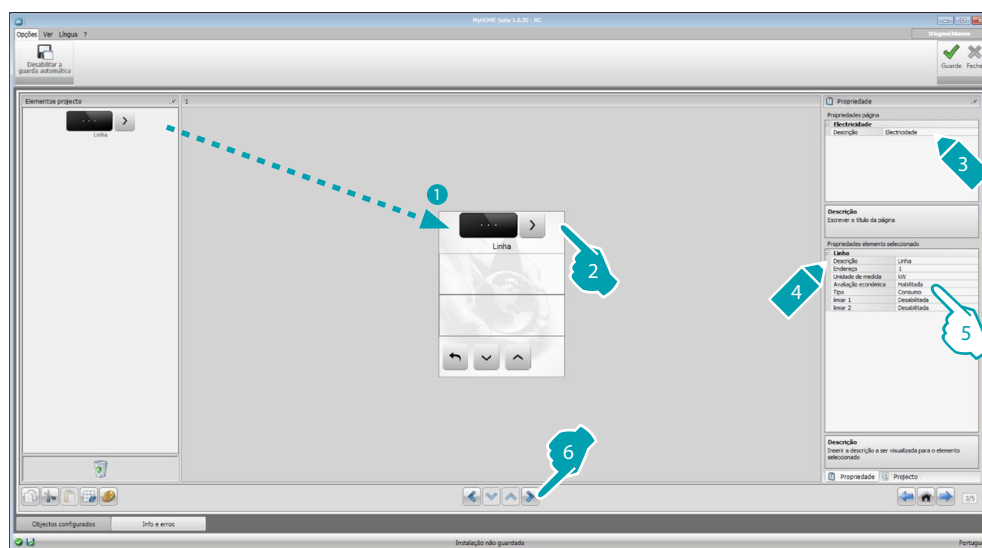 MyHOME Suite 1.0.20 - RC
Opções Ver Língua ?
Desabilitar a
guarda automática
Guarde Feche
Elementos projecto
1
Propriedade
Linha
Propriedades página
Electricidade
Descrição Electricidade
3
1
Linha
2
Descrição
Escrever o título da página
Propriedades elemento seleccionado
Linha
Descrição Linha
Endereço 1
Unidade de medida kW
Avaliação económica Habilitada
Tipo Consumo
limiar 1 Desabilitada
limiar 2 Desabilitada
4
5
6
Descrição
Inserir a descrição a ser visualizada para o elemento
seleccionado
Propriedade Projecto
3/5
Objectos configurados Info e erros
Instalação não guardada
Portugu